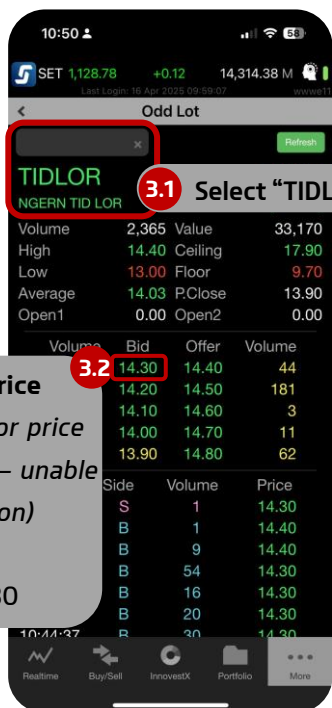 10:50
58
SET 1,128.78 +0.12 14,314.38 M
Last Login: 16 Apr 2025 09:59:07 wwwe11
Odd Lot
Refresh
TIDLOR
NGERN TID LOR
3.1 Select “TIDL
Volume 2,365 Value 33,170
High 14.40 Ceiling 17.90
Low 13.00 Floor 9.70
Average 14.03 P.Close 13.90
Open1 0.00 Open2 0.00
Volume Bid Offer Volume
3.2 14.30 14.40 44
14.20 14.50 181
14.10 14.60 3
14.00 14.70 11
13.90 14.80 62
rice
or price
– unable
on)
30
Side Volume Price
S 1 14.30
B 1 14.40
B 9 14.40
B 54 14.30
B 16 14.30
B 20 14.30
10:44:37 B 30 14.30
Realtime Buy/Sell InnovestX Portfolio More